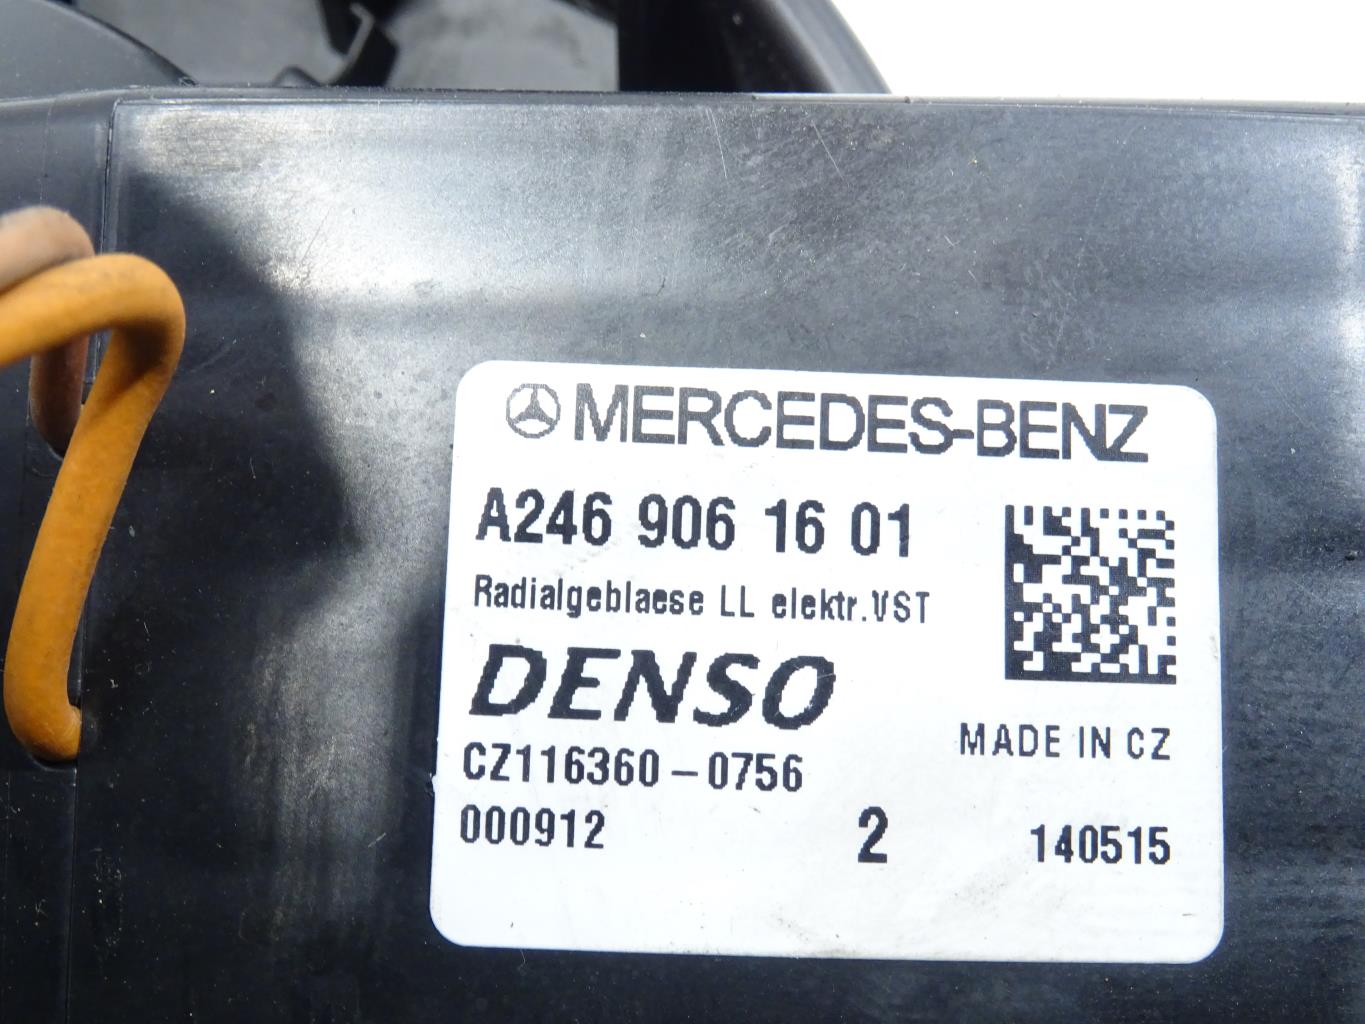 MERCEDES-BENZ
A246 906 16 01
Radialgeblaese LL elektr.VST
DENSO
MADE IN CZ
CZ116360-0756
000912 2 140515